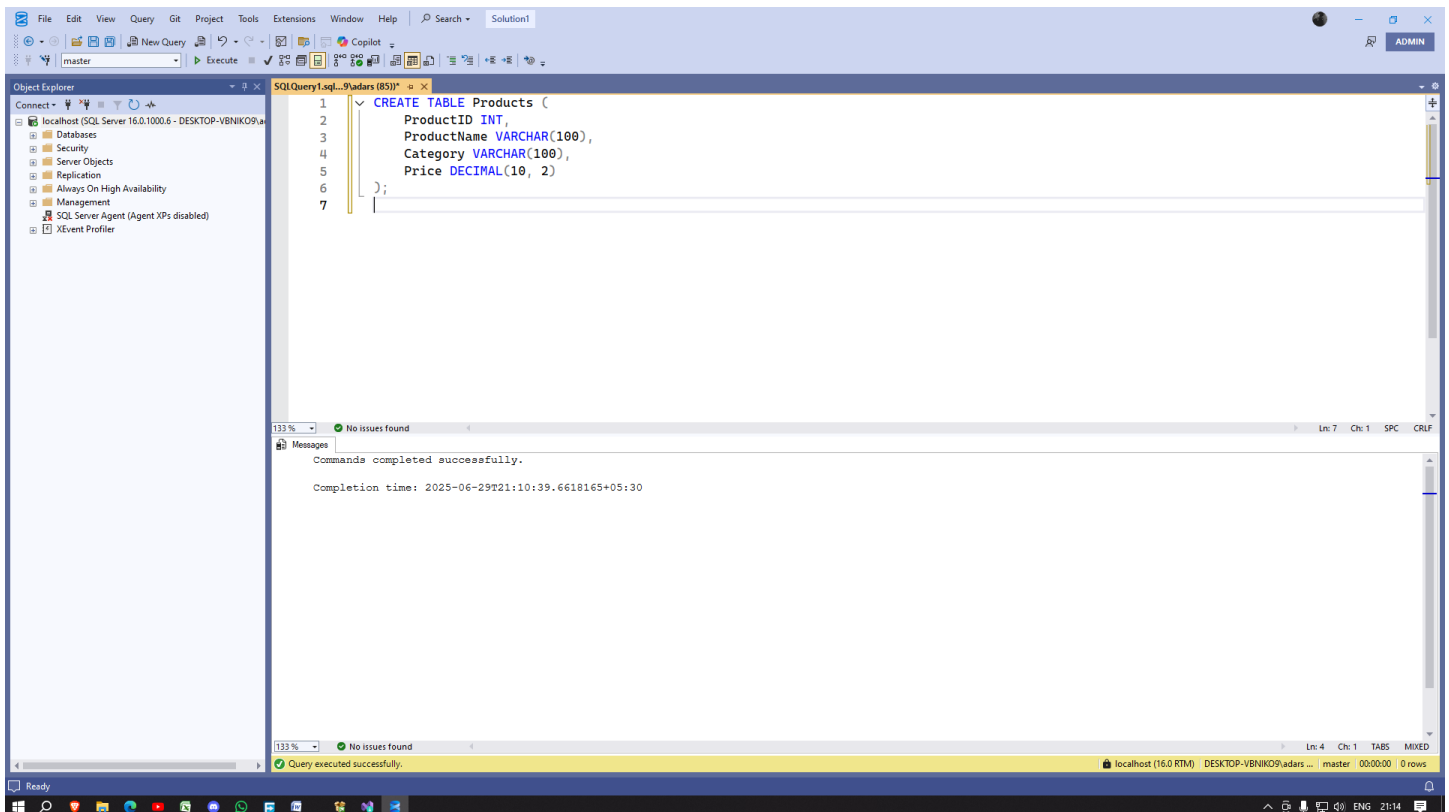 File Edit View Query Git Project Tools Extensions Window Help Search Solution1
New Query Copilot ADMIN
master Execute
Object Explorer
SQLQuery1.sql...9\adars (85))*
Connect
localhost (SQL Server 16.0.1000.6 - DESKTOP-VBNIKO9\a
Databases
Security
Server Objects
Replication
Always On High Availability
Management
SQL Server Agent (Agent XPs disabled)
XEvent Profiler
1 CREATE TABLE Products (
2 ProductID INT,
3 ProductName VARCHAR(100),
4 Category VARCHAR(100),
5 Price DECIMAL(10, 2)
6 );
7
133 % No issues found Ln: 7 Ch: 1 SPC CRLF
Messages
Commands completed successfully.
Completion time: 2025-06-29T21:10:39.6618165+05:30
133 % No issues found Ln: 4 Ch: 1 TABS MIXED
Query executed successfully. localhost (16.0 RTM) DESKTOP-VBNIKO9\adars ... master 00:00:00 0 rows
Ready
ENG 21:14